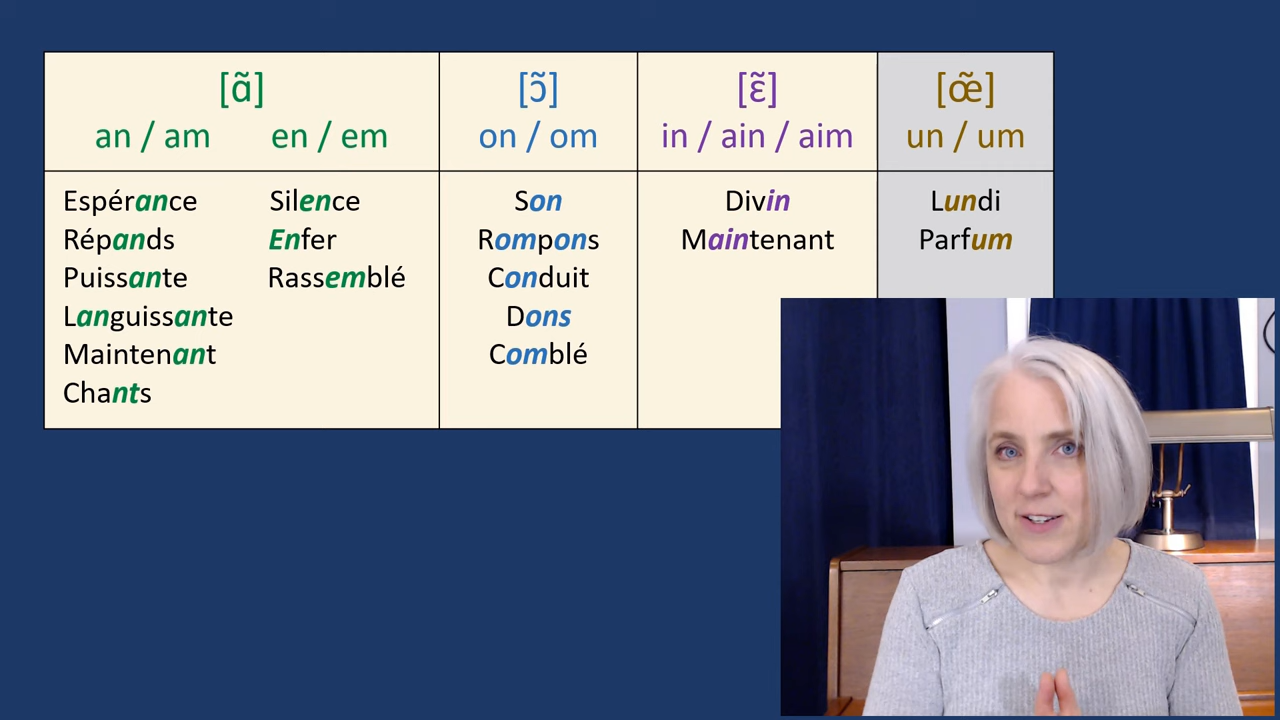 [ɑ̃] [ɔ̃] [ɛ̃] [œ̃]
an / am en / em on / om in / ain / aim un / um
Espérance Silence Son Divin Lundi
Répands Enfer Rompons Maintenant Parfum
Puissante Rassemblé Conduit
Languissante Dons
Maintenant Comblé
Chants